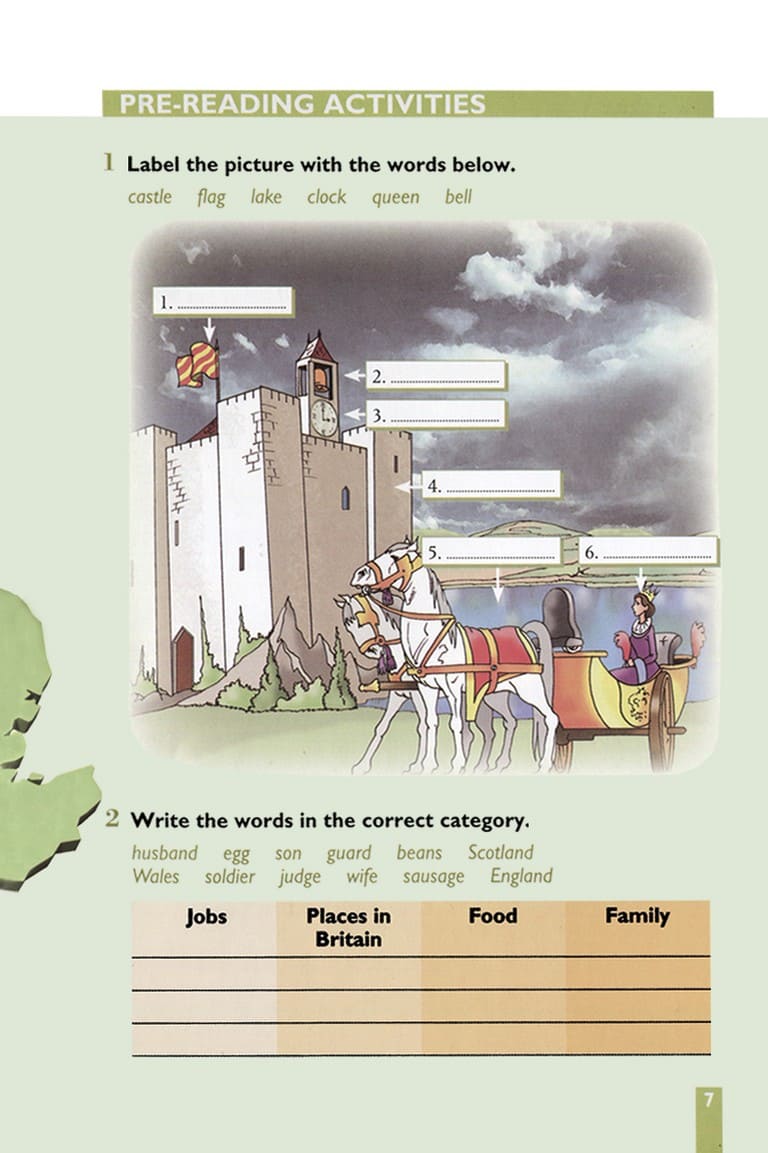 PRE-READING ACTIVITIES
1 Label the picture with the words below.
castle flag lake clock queen bell
1. ..............................
2. ..............................
3. ..............................
4. ..............................
5. ..............................
6. ..............................
2 Write the words in the correct category.
husband egg son guard beans Scotland
Wales soldier judge wife sausage England
Jobs Places in Britain Food Family
7